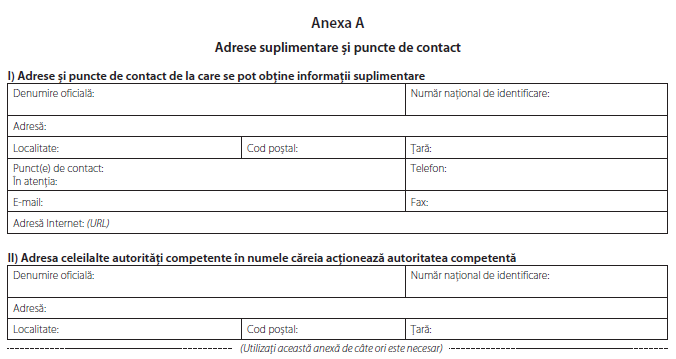 Anexa A
Adrese suplimentare și puncte de contact
I) Adrese și puncte de contact de la care se pot obține informații suplimentare
Denumire oficială: Număr național de identificare:
Adresă:
Localitate: Cod poștal: Țară:
Punct(e) de contact: Telefon:
În atenția:
E-mail: Fax:
Adresă Internet: (URL)
II) Adresa celeilalte autorități competente în numele căreia acționează autoritatea competentă
Denumire oficială: Număr național de identificare:
Adresă:
Localitate: Cod poștal: Țară:
(Utilizați această anexă de câte ori este necesar)